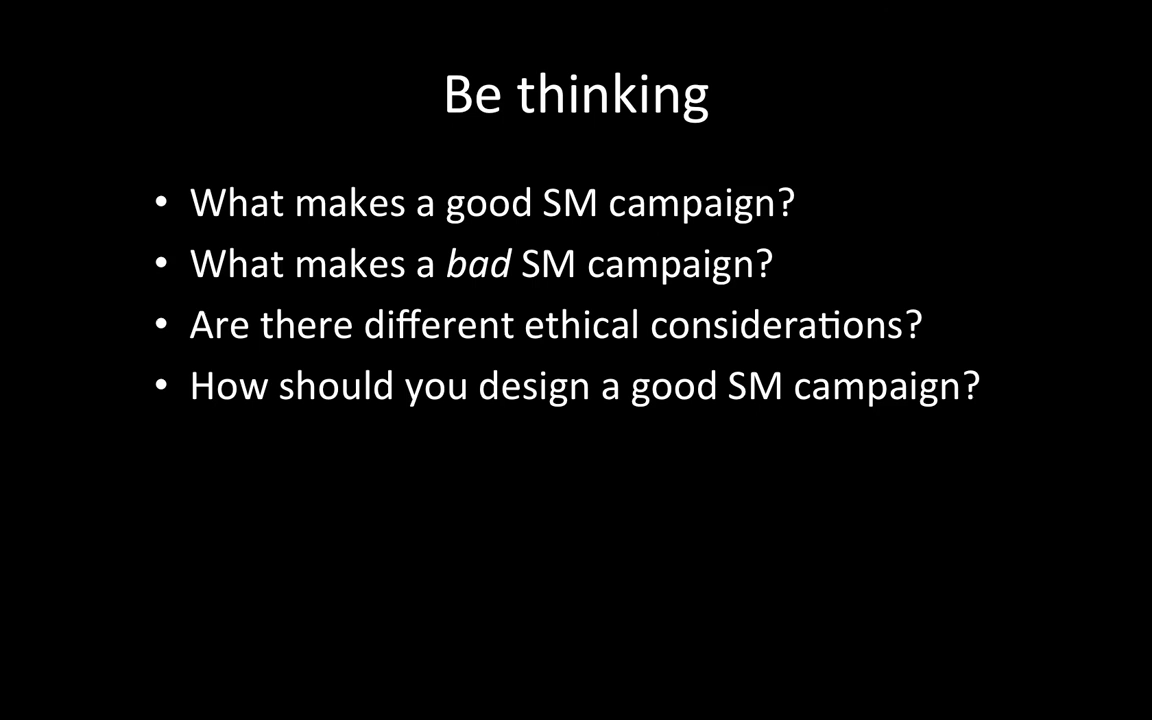 Be thinking
• What makes a good SM campaign?
• What makes a bad SM campaign?
• Are there different ethical considerations?
• How should you design a good SM campaign?